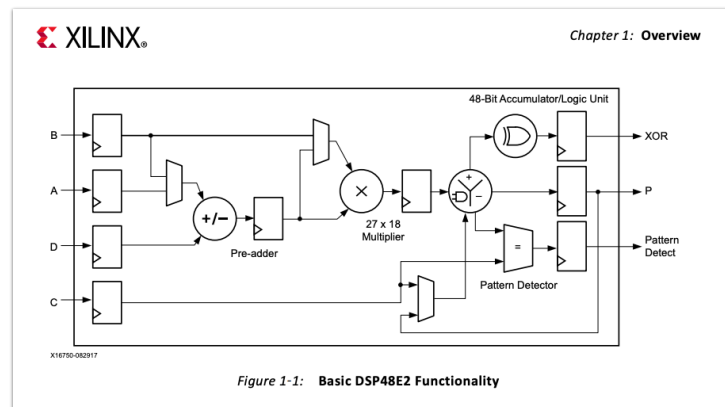 XILINX®
Chapter 1: Overview
48-Bit Accumulator/Logic Unit
B
XOR
A
P
+
−
×
+/−
27 x 18
Multiplier
D
Pre-adder
=
Pattern
Detect
Pattern Detector
C
X16750-082917
Figure 1-1: Basic DSP48E2 Functionality